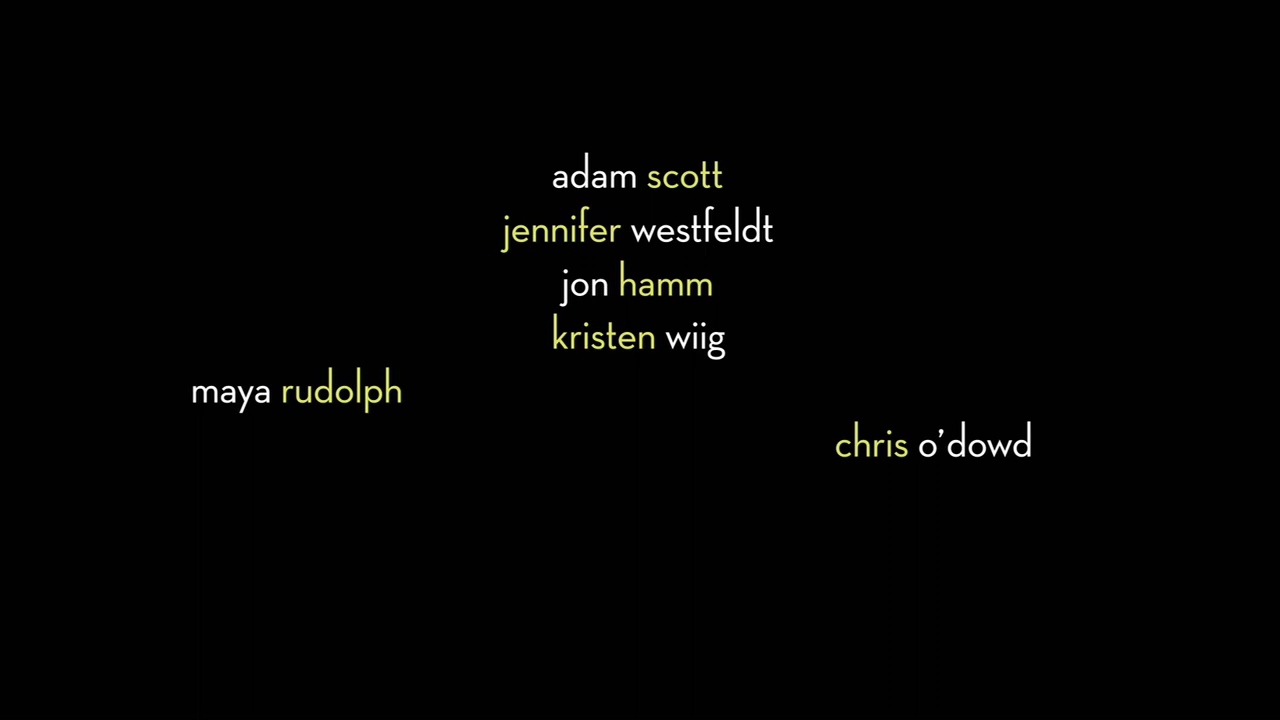 adam scott
jennifer westfeldt
jon hamm
kristen wiig
maya rudolph
chris o’dowd